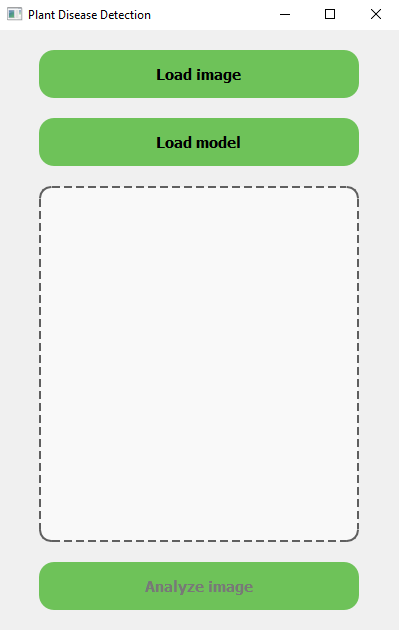 Plant Disease Detection
Load image
Load model
Analyze image